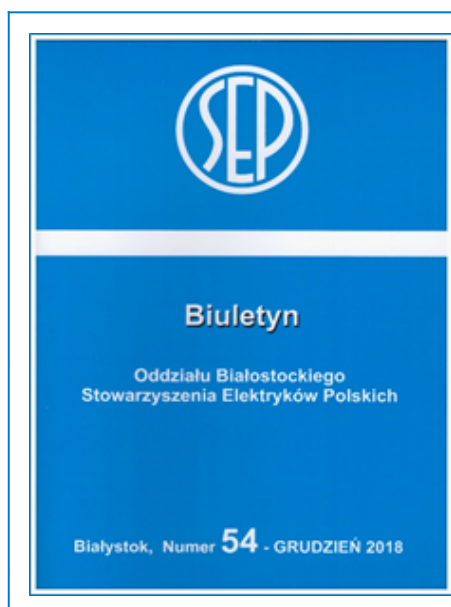 SEP
Biuletyn
Oddziału Białostockiego
Stowarzyszenia Elektryków Polskich
Białystok, Numer 54 - GRUDZIEŃ 2018